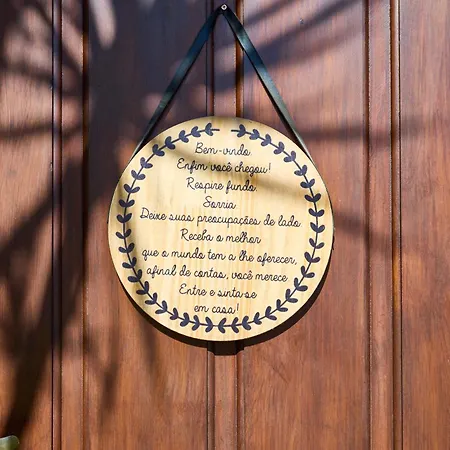 Bem-vindo.
Enfim você chegou!
Respire fundo.
Sorria.
Deixe suas preocupações de lado.
Receba o melhor
que o mundo tem a lhe oferecer,
afinal de contas, você merece.
Entre e sinta-se
em casa!